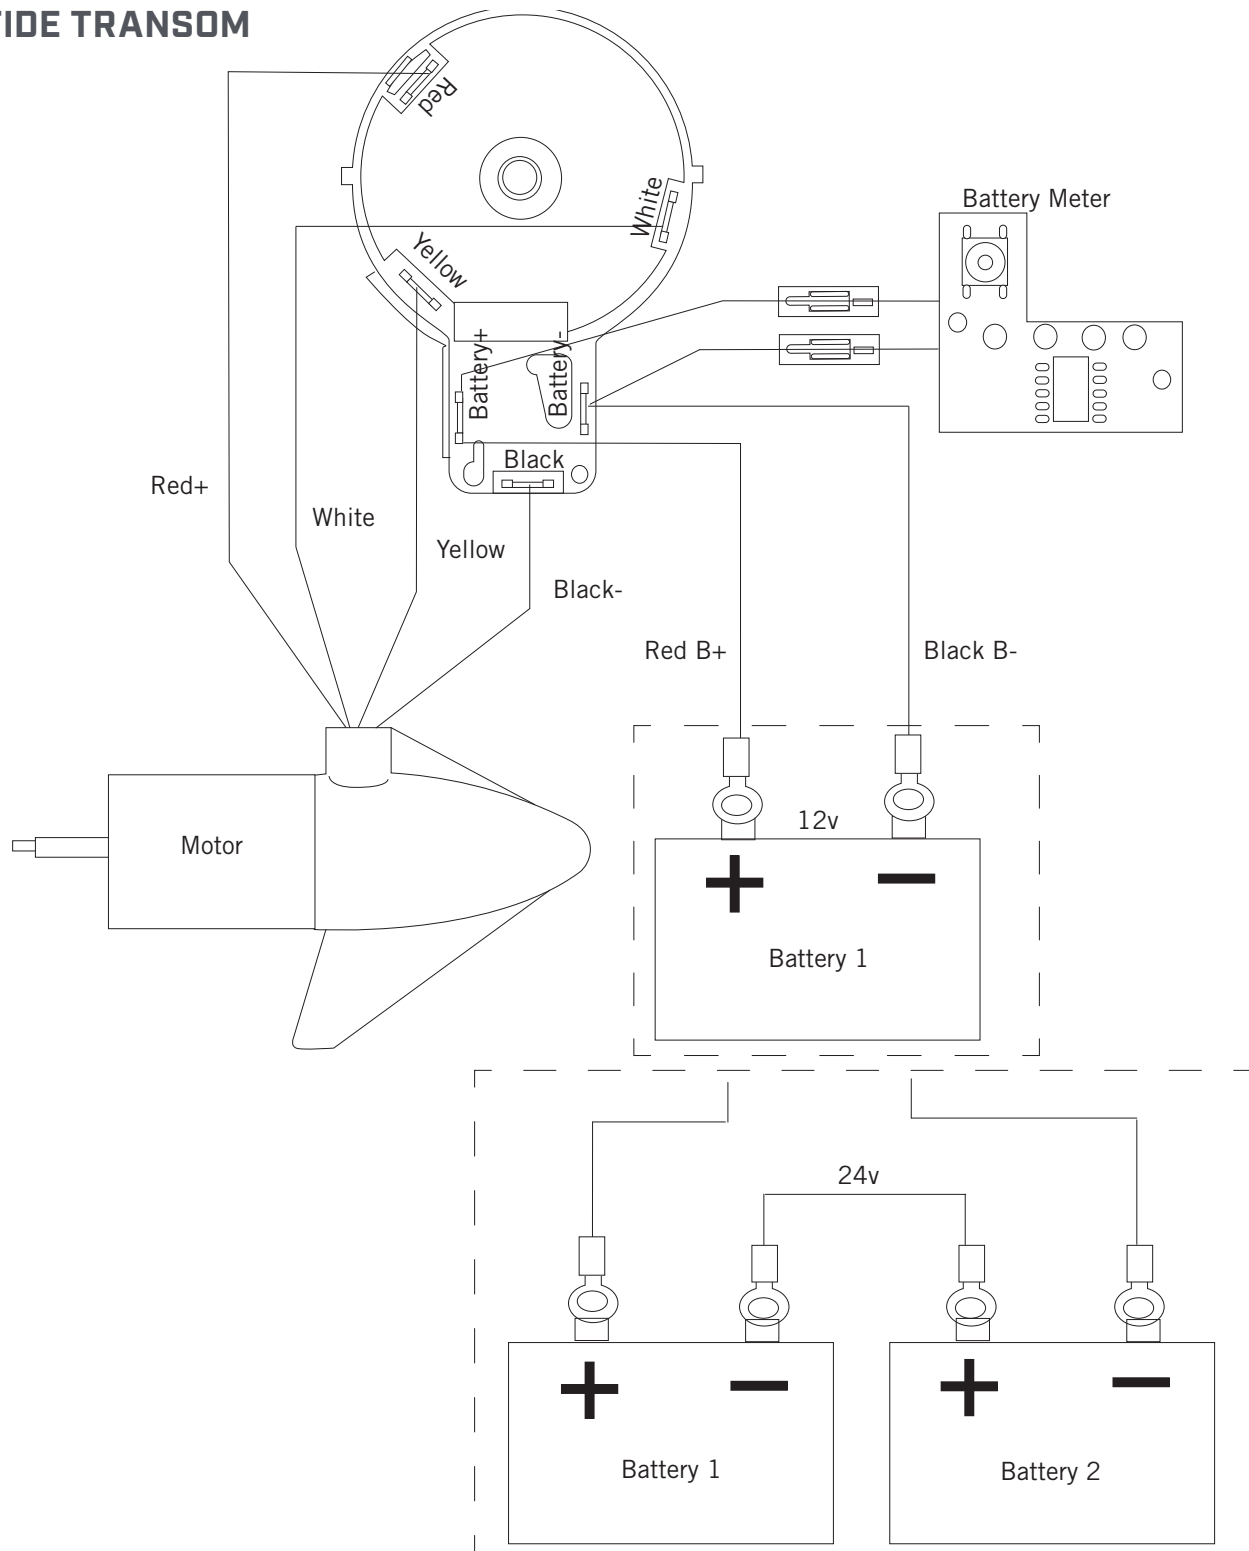 TIDE TRANSOM
Red
White
Yellow
Battery Meter
Battery+
Battery-
Black
Red+
White
Yellow
Black-
Red B+
Black B-
12v
Motor
+
−
Battery 1
24v
+
−
+
−
Battery 1
Battery 2